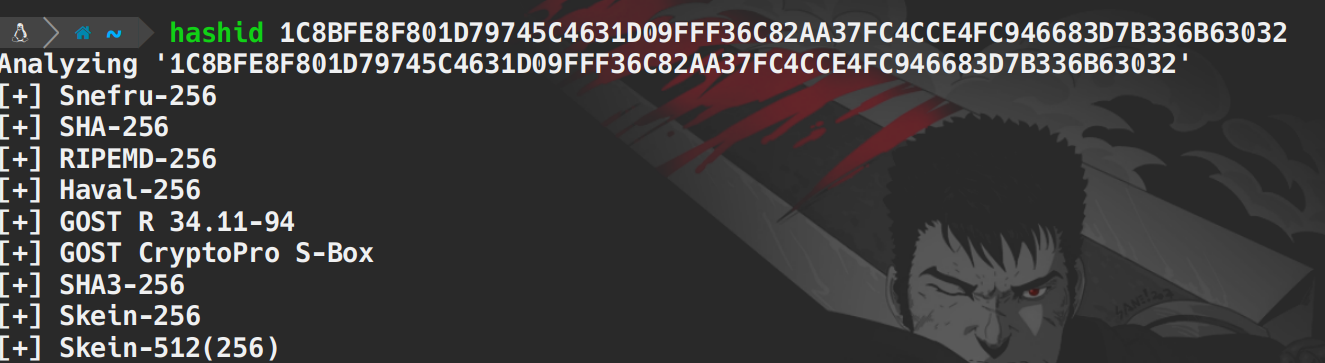 ~ hashid 1C8BFE8F801D79745C4631D09FFF36C82AA37FC4CCE4FC946683D7B336B63032
Analyzing '1C8BFE8F801D79745C4631D09FFF36C82AA37FC4CCE4FC946683D7B336B63032'
[+] Snefru-256
[+] SHA-256
[+] RIPEMD-256
[+] Haval-256
[+] GOST R 34.11-94
[+] GOST CryptoPro S-Box
[+] SHA3-256
[+] Skein-256
[+] Skein-512(256)